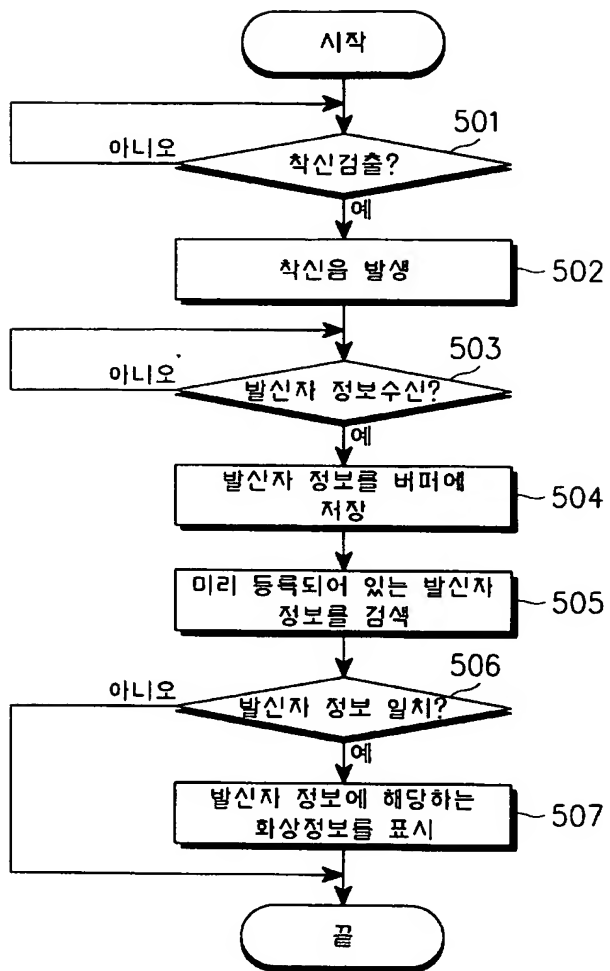 시작
501
아니오
착신검출?
예
착신음 발생
502
503
아니오
발신자 정보수신?
예
발신자 정보를 버퍼에
저장
504
미리 등록되어 있는 발신자
정보를 검색
505
506
아니오
발신자 정보 일치?
예
발신자 정보에 해당하는
화상정보를 표시
507
끝